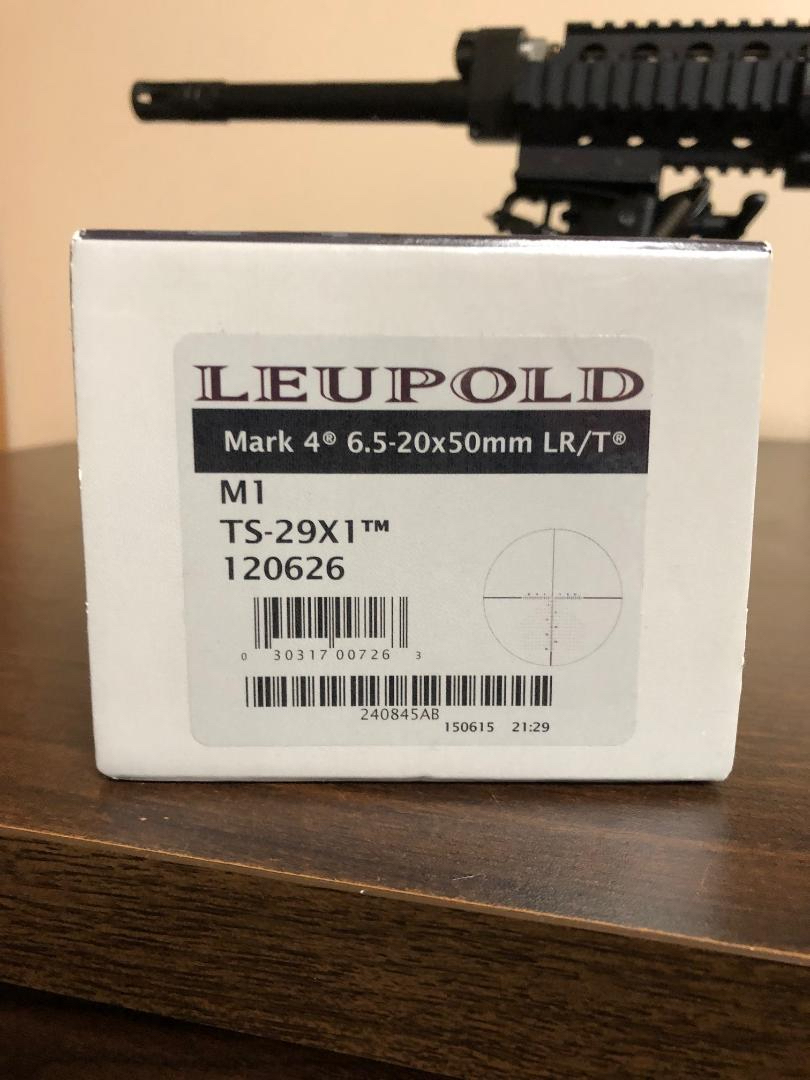 LEUPOLD
Mark 4® 6.5-20x50mm LR/T®
M1
TS-29X1™
120626
0 30317 00726 3
240845AB
150615 21:29